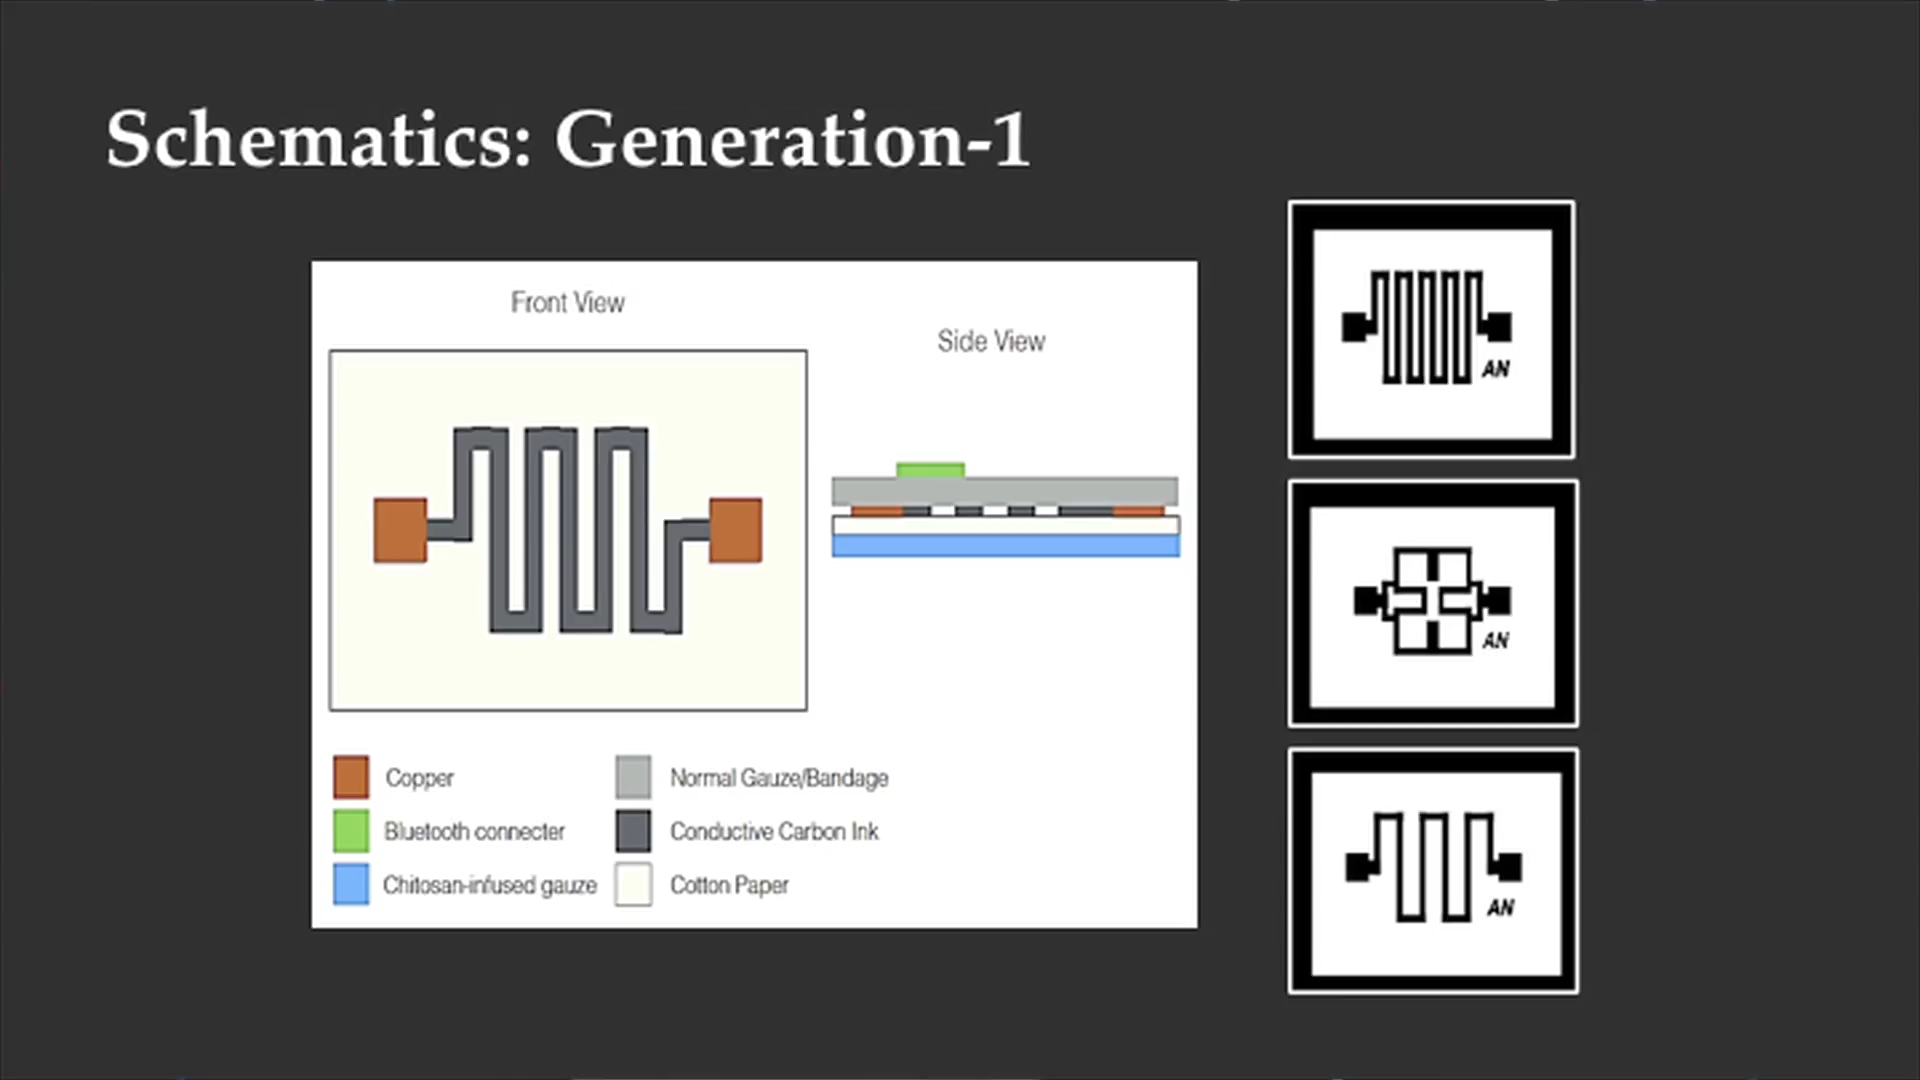 Schematics: Generation-1
Front View
Side View
Copper
Normal Gauze/Bandage
Bluetooth connecter
Conductive Carbon Ink
Chitosan-infused gauze
Cotton Paper
AN
AN
AN